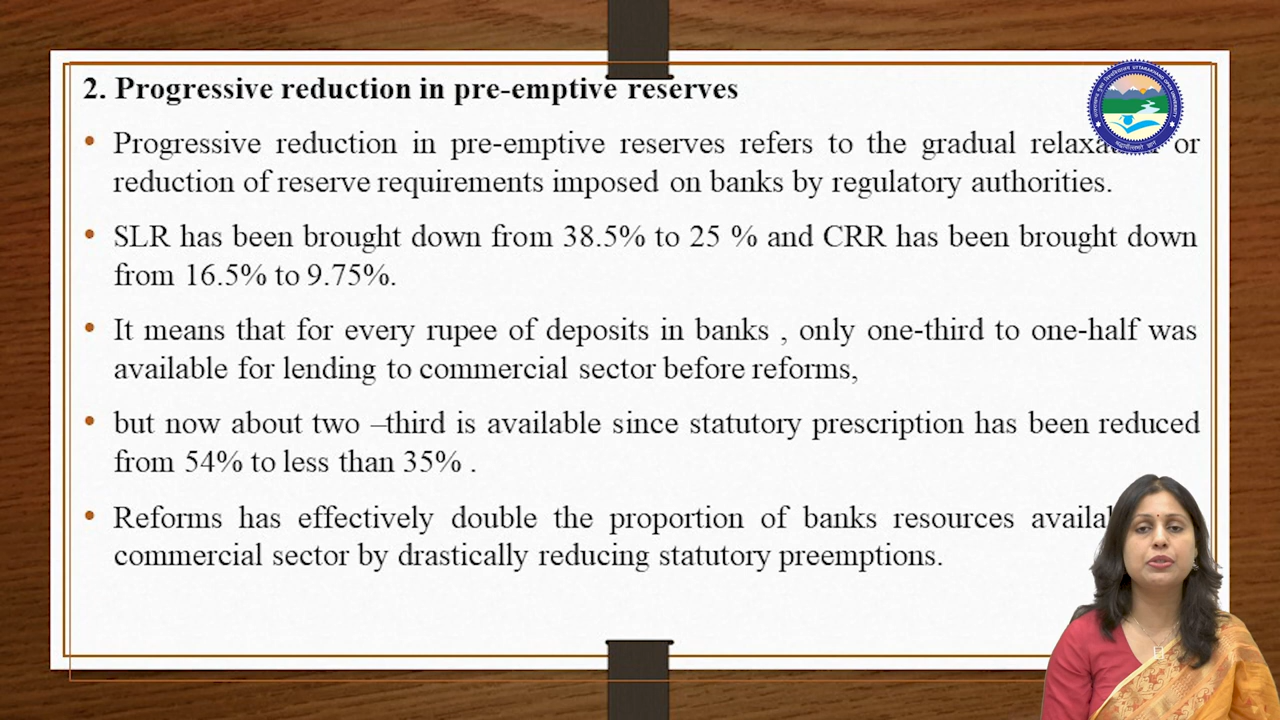 2. Progressive reduction in pre-emptive reserves
• Progressive reduction in pre-emptive reserves refers to the gradual or
reduction of reserve requirements imposed on banks by regulatory authorities.
• SLR has been brought down from 38.5% to 25 % and CRR has been brought down
from 16.5% to 9.75%.
• It means that for every rupee of deposits in banks , only one-third to one-half was
available for lending to commercial sector before reforms,
• but now about two –third is available since statutory prescription has been reduced
from 54% to less than 35% .
• Reforms has effectively double the proportion of banks resources
commercial sector by drastically reducing statutory preemptions.